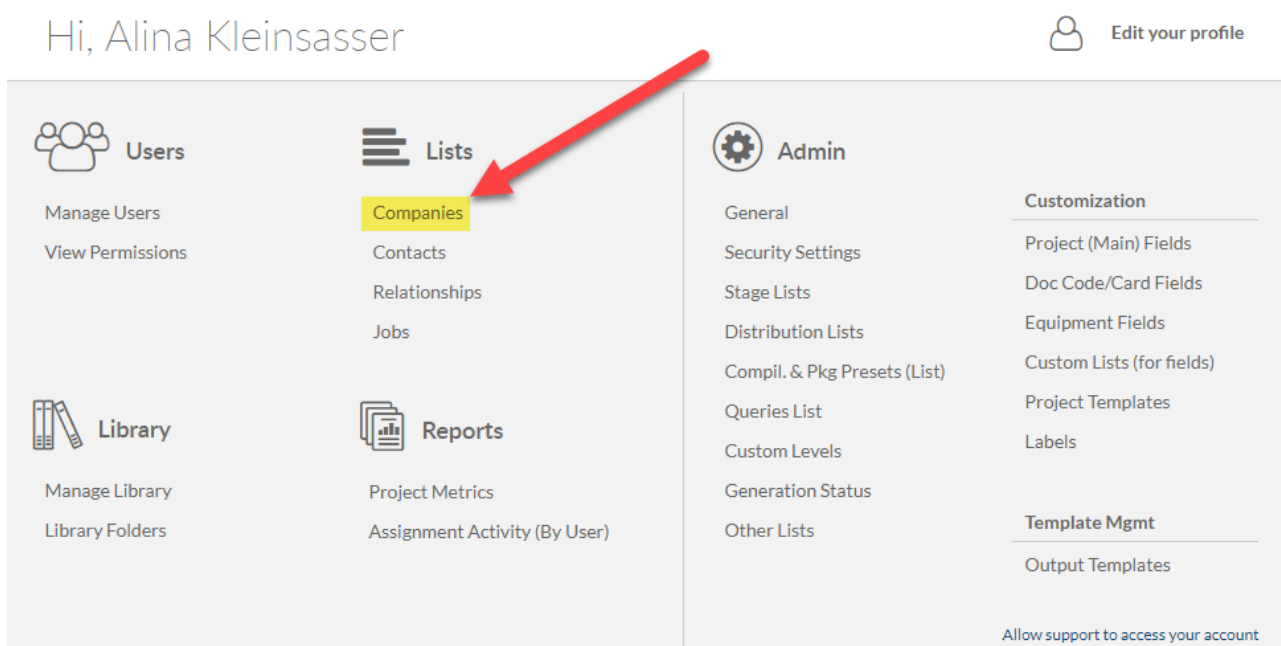 Hi, Alina Kleinsasser
Edit your profile
Users
Manage Users
View Permissions
Lists
Companies
Contacts
Relationships
Jobs
Library
Manage Library
Library Folders
Reports
Project Metrics
Assignment Activity (By User)
Admin
General
Security Settings
Stage Lists
Distribution Lists
Compil. & Pkg Presets (List)
Queries List
Custom Levels
Generation Status
Other Lists
Customization
Project (Main) Fields
Doc Code/Card Fields
Equipment Fields
Custom Lists (for fields)
Project Templates
Labels
Template Mgmt
Output Templates
Allow support to access your account